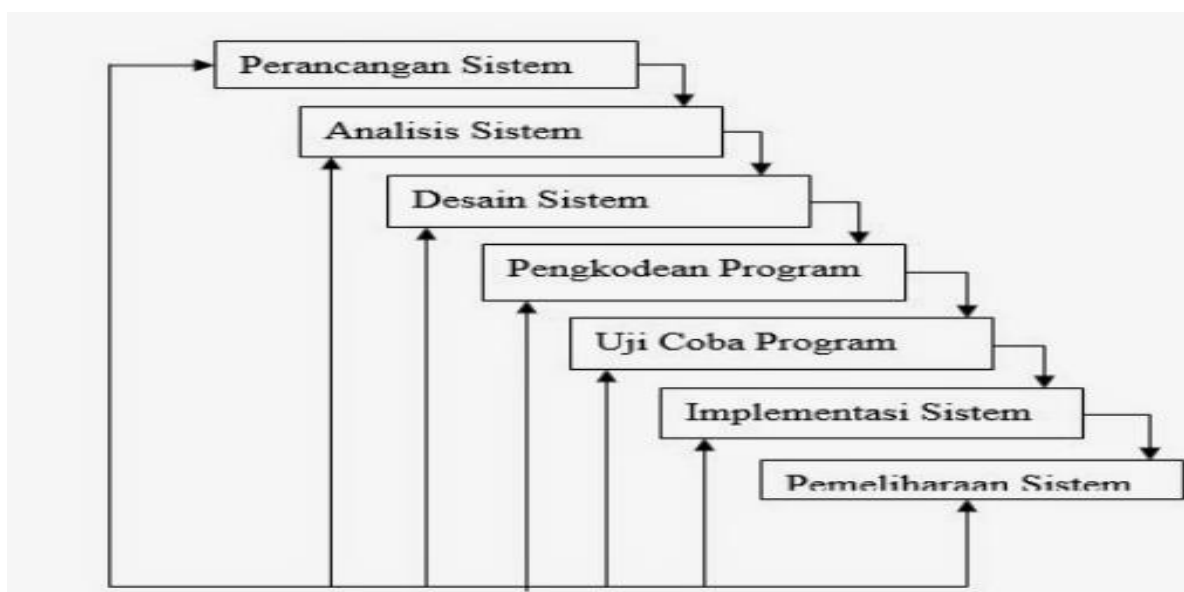 Perancangan Sistem
Analisis Sistem
Desain Sistem
Pengkodean Program
Uji Coba Program
Implementasi Sistem
Pemeliharaan Sistem